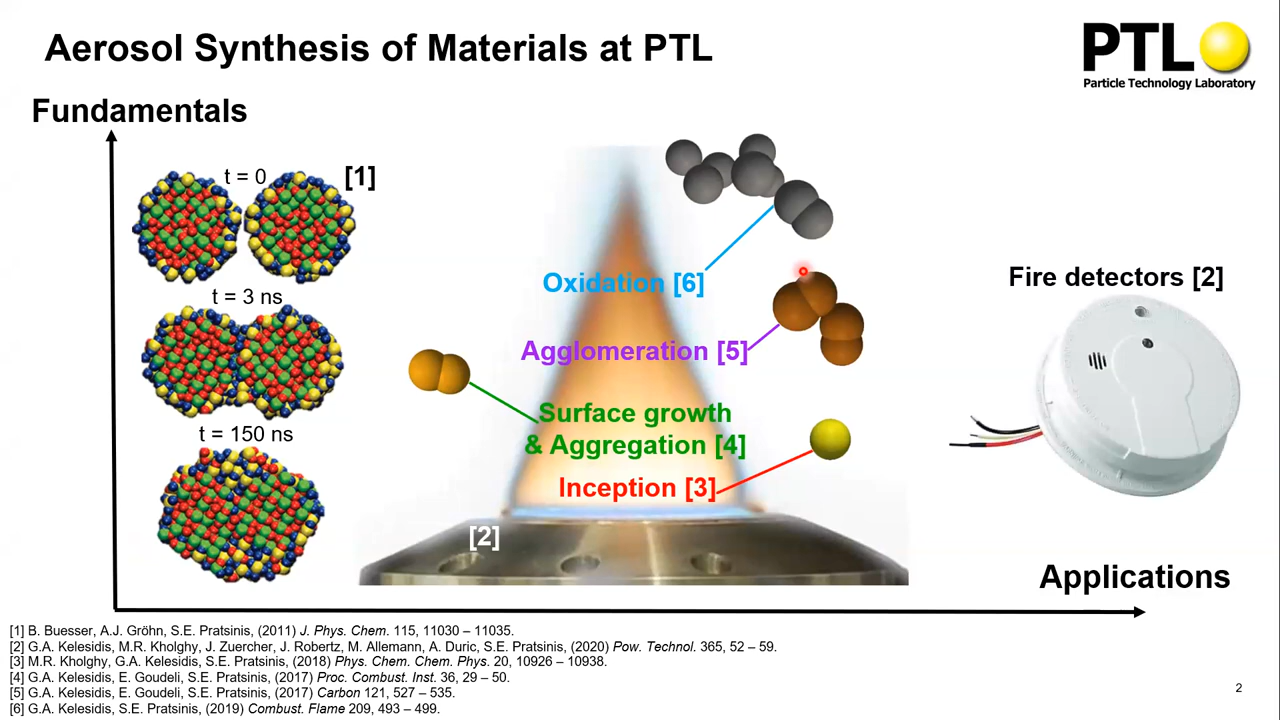 Aerosol Synthesis of Materials at PTL
PTL
Particle Technology Laboratory
Fundamentals
t = 0
[1]
t = 3 ns
t = 150 ns
Oxidation [6]
Agglomeration [5]
Surface growth
& Aggregation [4]
Inception [3]
[2]
Fire detectors [2]
Applications
[1] B. Buesser, A.J. Gröhn, S.E. Pratsinis, (2011) J. Phys. Chem. 115, 11030 – 11035.
[2] G.A. Kelesidis, M.R. Kholghy, J. Zuercher, J. Robertz, M. Allemann, A. Duric, S.E. Pratsinis, (2020) Pow. Technol. 365, 52 – 59.
[3] M.R. Kholghy, G.A. Kelesidis, S.E. Pratsinis, (2018) Phys. Chem. Chem. Phys. 20, 10926 – 10938.
[4] G.A. Kelesidis, E. Goudeli, S.E. Pratsinis, (2017) Proc. Combust. Inst. 36, 29 – 50.
[5] G.A. Kelesidis, E. Goudeli, S.E. Pratsinis, (2017) Carbon 121, 527 – 535.
[6] G.A. Kelesidis, S.E. Pratsinis, (2019) Combust. Flame 209, 493 – 499.
2